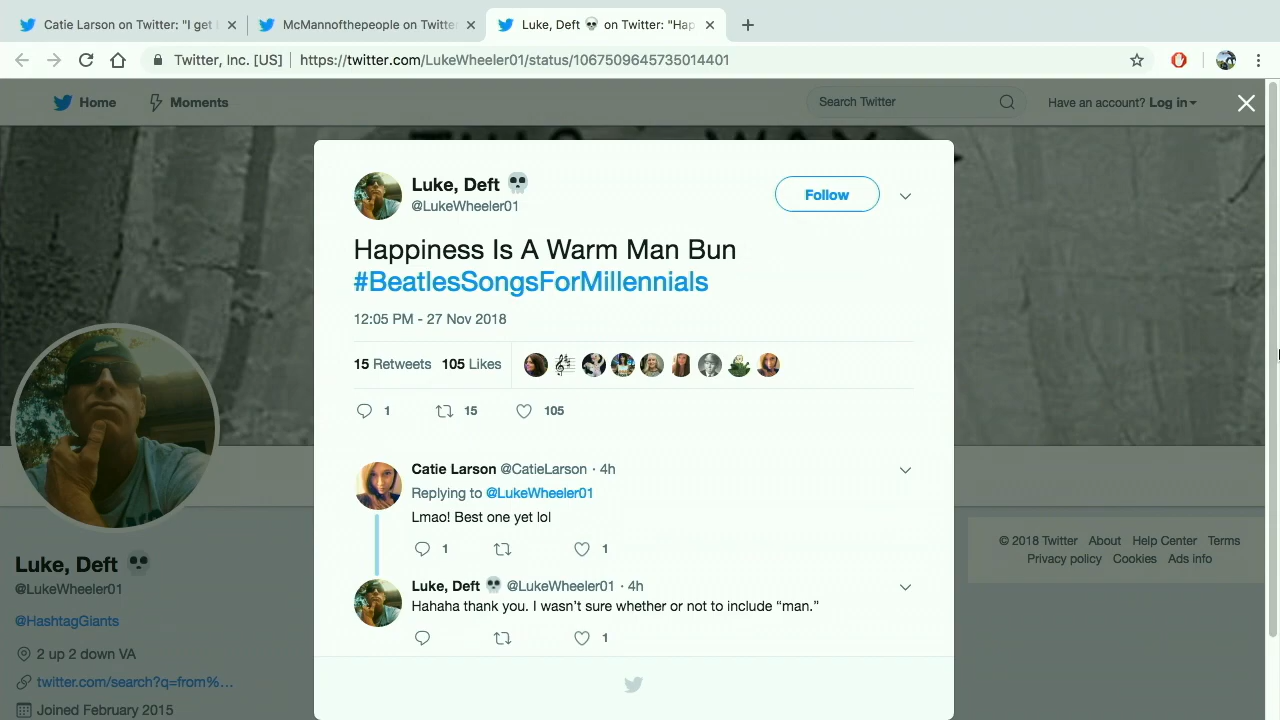 Catie Larson on Twitter: "I get
McMannofthepeople on Twitter
Luke, Deft 💀 on Twitter: "Hap
Twitter, Inc. [US]
https://twitter.com/LukeWheeler01/status/1067509645735014401
Home
Moments
Search Twitter
Have an account? Log in
Luke, Deft 💀
@LukeWheeler01
Follow
Happiness Is A Warm Man Bun
#BeatlesSongsForMillennials
12:05 PM - 27 Nov 2018
15 Retweets 105 Likes
1 15 105
Catie Larson @CatieLarson · 4h
Replying to @LukeWheeler01
Lmao! Best one yet lol
1 1
Luke, Deft 💀 @LukeWheeler01 · 4h
Hahaha thank you. I wasn't sure whether or not to include “man.”
1
Luke, Deft 💀
@LukeWheeler01
@HashtagGiants
2 up 2 down VA
twitter.com/search?q=from%…
Joined February 2015
© 2018 Twitter About Help Center Terms
Privacy policy Cookies Ads info